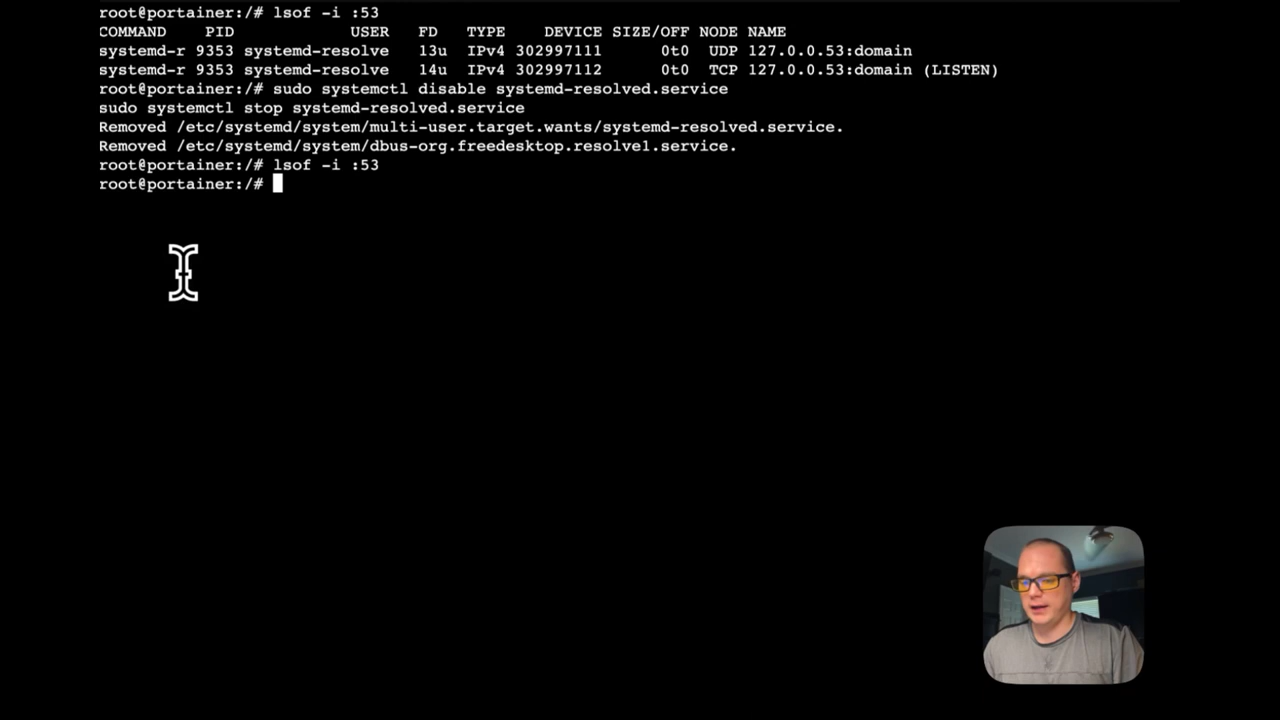 root@portainer:/# lsof -i :53
COMMAND    PID            USER   FD   TYPE    DEVICE SIZE/OFF NODE NAME
systemd-r 9353 systemd-resolve   13u  IPv4 302997111      0t0  UDP 127.0.0.53:domain
systemd-r 9353 systemd-resolve   14u  IPv4 302997112      0t0  TCP 127.0.0.53:domain (LISTEN)
root@portainer:/# sudo systemctl disable systemd-resolved.service
sudo systemctl stop systemd-resolved.service
Removed /etc/systemd/system/multi-user.target.wants/systemd-resolved.service.
Removed /etc/systemd/system/dbus-org.freedesktop.resolve1.service.
root@portainer:/# lsof -i :53
root@portainer:/#